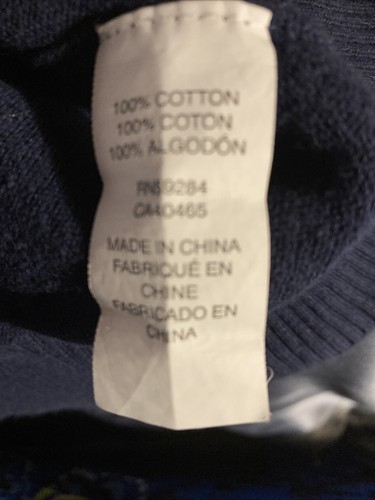 100% COTTON
100% COTON
100% ALGODÓN
RN59284
CA40465
MADE IN CHINA
FABRIQUÉ EN
CHINE
FABRICADO EN
CHINA